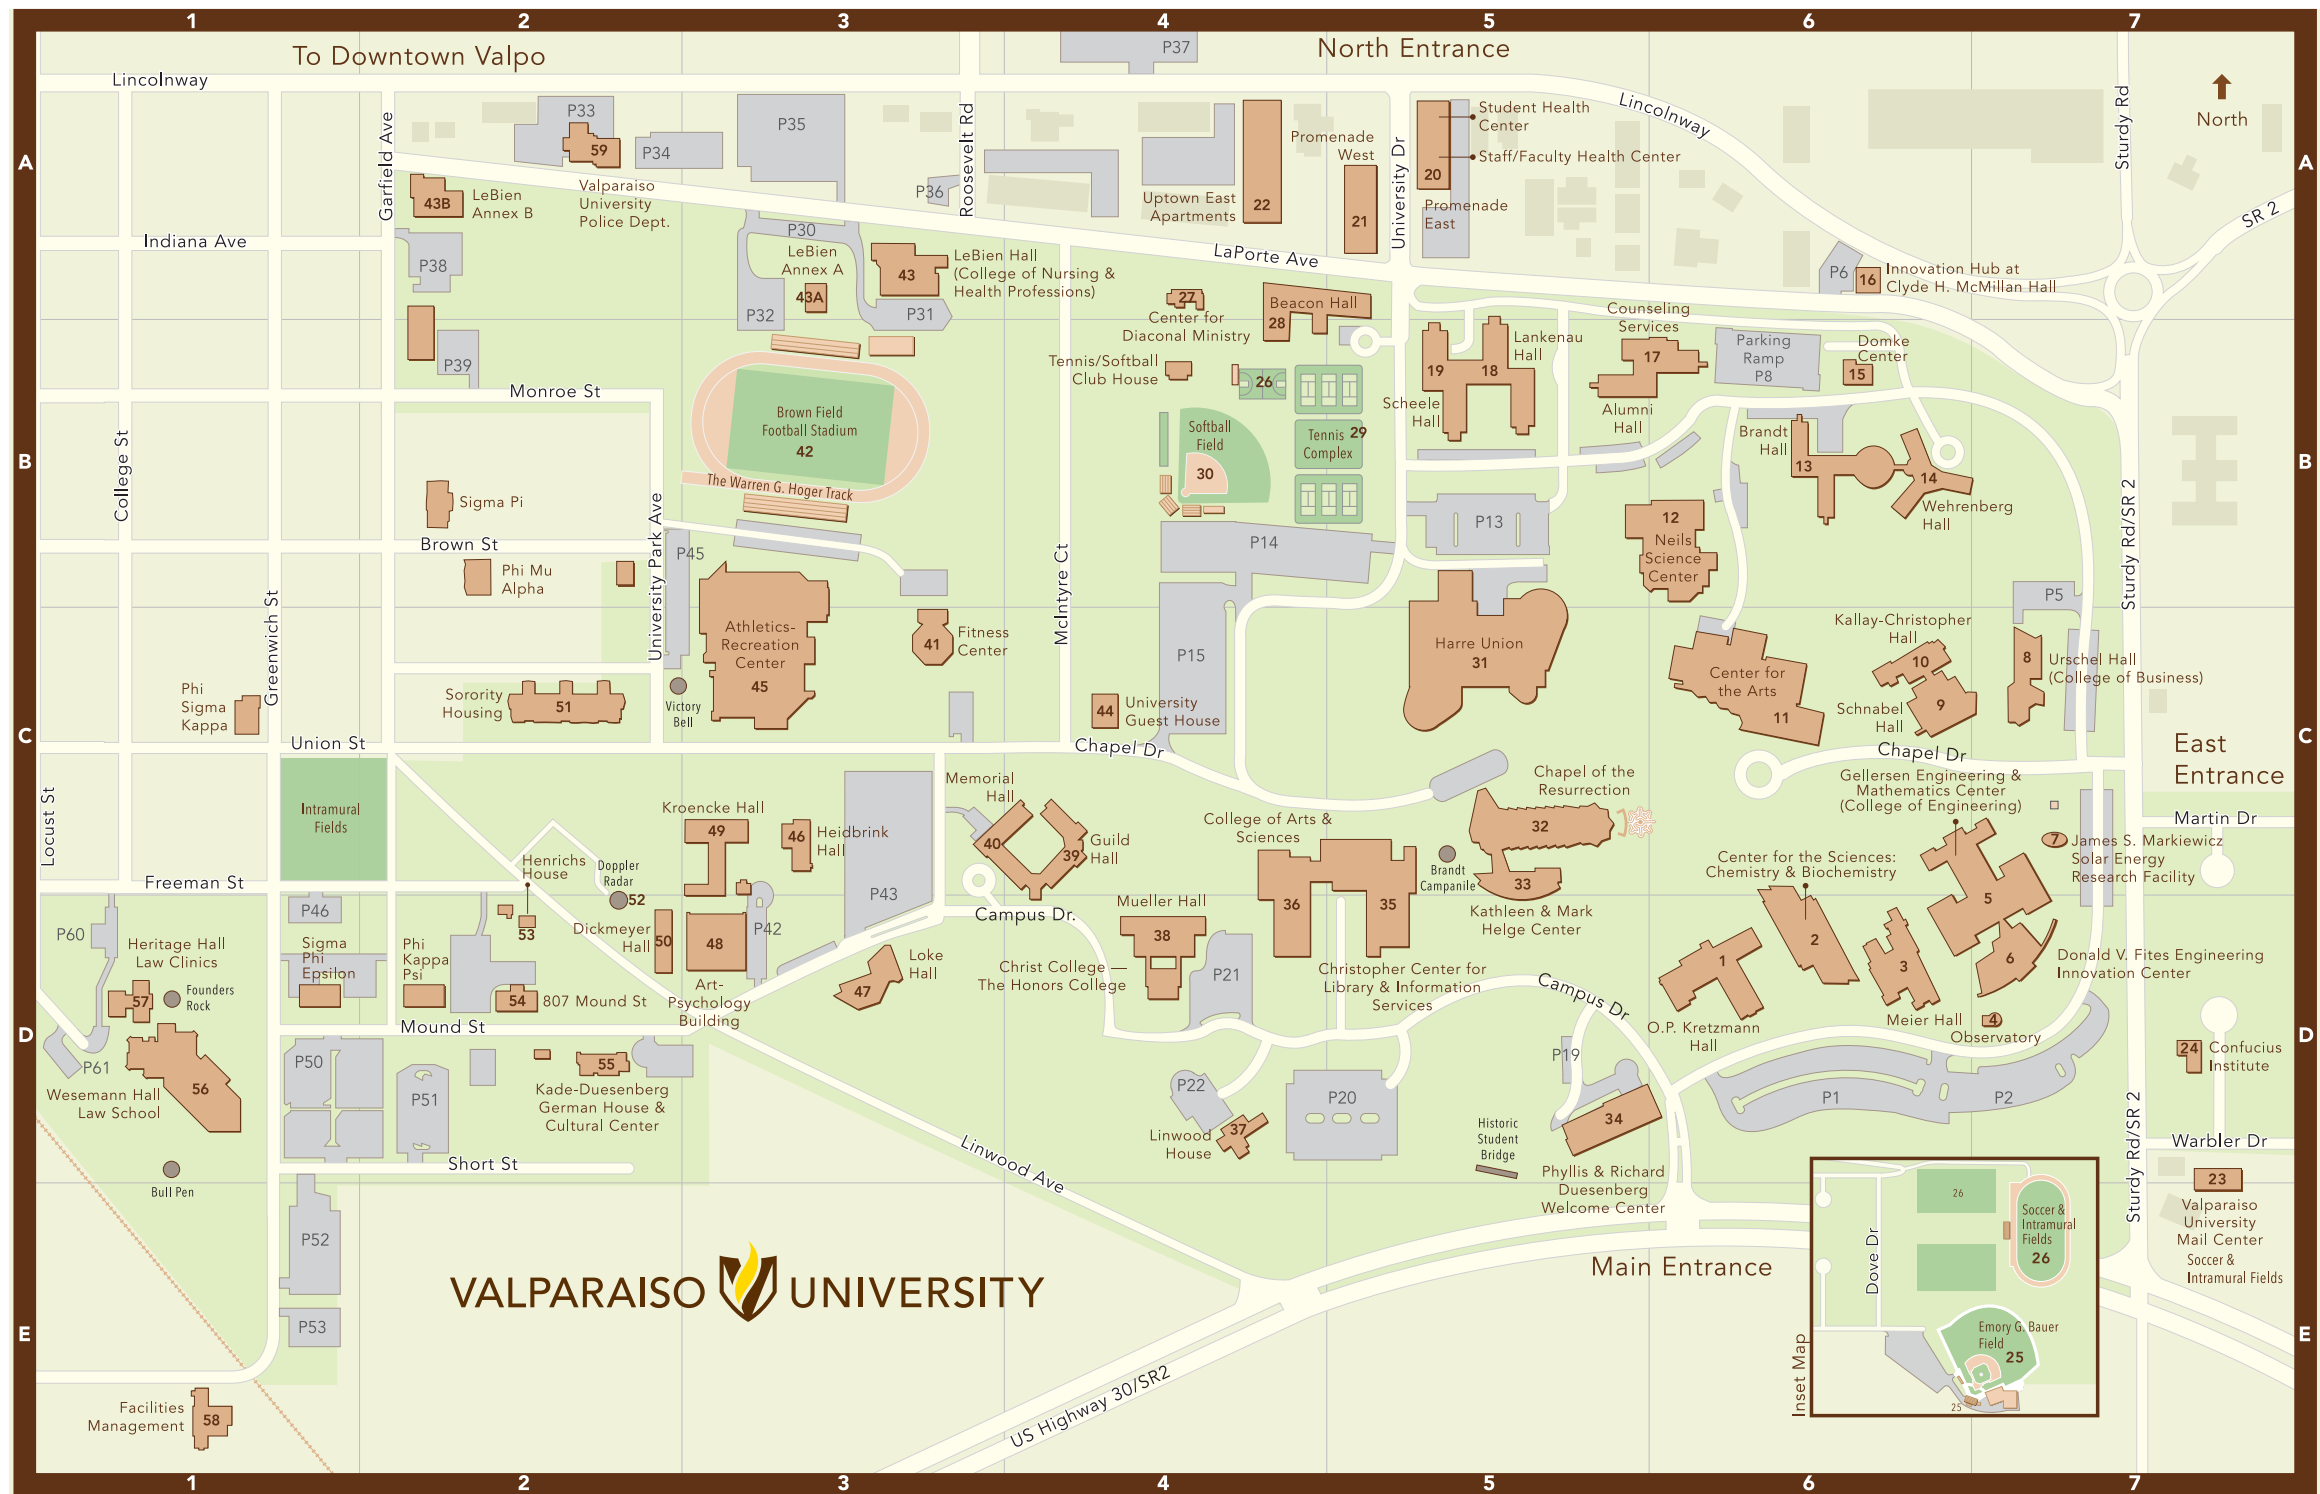 1 2 3 4 5 6 7
To Downtown Valpo
North Entrance
P37
Lincolnway
Lincolnway
Sturdy Rd
North
A
A
Garfield Ave
P33
59
P34
P35
Roosevelt Rd
P36
Valparaiso
University
Police Dept.
43B
LeBien
Annex B
Uptown East
Apartments
22
Promenade
West
21
University Dr
Student Health
Center
Staff/Faculty Health Center
20
Promenade
East
SR 2
Indiana Ave
P38
P30
LeBien
Annex A
43A
43
LeBien Hall
(College of Nursing &
Health Professions)
P32
P31
LaPorte Ave
27
Center for
Diaconal Ministry
Beacon Hall
28
P6
16
Innovation Hub at
Clyde H. McMillan Hall
Counseling
Services
17
Alumni
Hall
Parking
Ramp
P8
Domke
Center
15
P39
Monroe St
Tennis/Softball
Club House
26
19
18
Lankenau
Hall
Scheele
Hall
Brown Field
Football Stadium
42
The Warren G. Hoger Track
Softball
Field
30
Tennis
Complex
29
Brandt
Hall
13
14
Wehrenberg
Hall
B
B
College St
Sigma Pi
University Park Ave
Brown St
Phi Mu
Alpha
P45
P14
P13
12
Neils
Science
Center
Sturdy Rd/SR 2
McIntyre Ct
P5
Greenwich St
Athletics-
Recreation
Center
45
41
Fitness
Center
P15
Harre Union
31
Center for
the Arts
11
Kallay-Christopher
Hall
10
Schnabel
Hall
9
8
Urschel Hall
(College of Business)
Phi
Sigma
Kappa
Sorority
Housing
51
Victory
Bell
44
University
Guest House
C
C
Union St
Chapel Dr
Chapel Dr
East
Entrance
Locust St
Intramural
Fields
Kroencke Hall
49
46
Heidbrink
Hall
Memorial
Hall
40
39
Guild
Hall
College of Arts &
Sciences
Chapel of the
Resurrection
32
Gellersen Engineering &
Mathematics Center
(College of Engineering)
Martin Dr
7
James S. Markiewicz
Solar Energy
Research Facility
Henrichs
House
Doppler
Radar
52
P43
Brandt
Campanile
33
Kathleen & Mark
Helge Center
Center for the Sciences:
Chemistry & Biochemistry
Freeman St
P46
53
Dickmeyer
Hall
50
48
P42
Campus Dr.
Mueller Hall
38
36
35
5
P60
Heritage Hall
Law Clinics
Founders
Rock
57
Sigma
Phi
Epsilon
Phi
Kappa
Psi
54
807 Mound St
Art-
Psychology
Building
47
Loke
Hall
Christ College —
The Honors College
P21
Christopher Center for
Library & Information
Services
Campus Dr
2
1
3
6
Donald V. Fites Engineering
Innovation Center
O.P. Kretzmann
Hall
Meier Hall
4
Observatory
D
D
Mound St
P61
Wesemann Hall
Law School
56
P50
P51
55
Kade-Duesenberg
German House &
Cultural Center
P22
Linwood
House
37
P20
P19
34
Historic
Student
Bridge
Phyllis & Richard
Duesenberg
Welcome Center
P1
P2
24
Confucius
Institute
Warbler Dr
Sturdy Rd/SR 2
Short St
Bull Pen
Linwood Ave
P52
P53
VALPARAISO UNIVERSITY
Main Entrance
US Highway 30/SR2
23
Valparaiso
University
Mail Center
Soccer &
Intramural Fields
Inset Map
Dove Dr
26
Soccer &
Intramural
Fields
26
Emory G. Bauer
Field
25
25
E
E
Facilities
Management
58
1 2 3 4 5 6 7